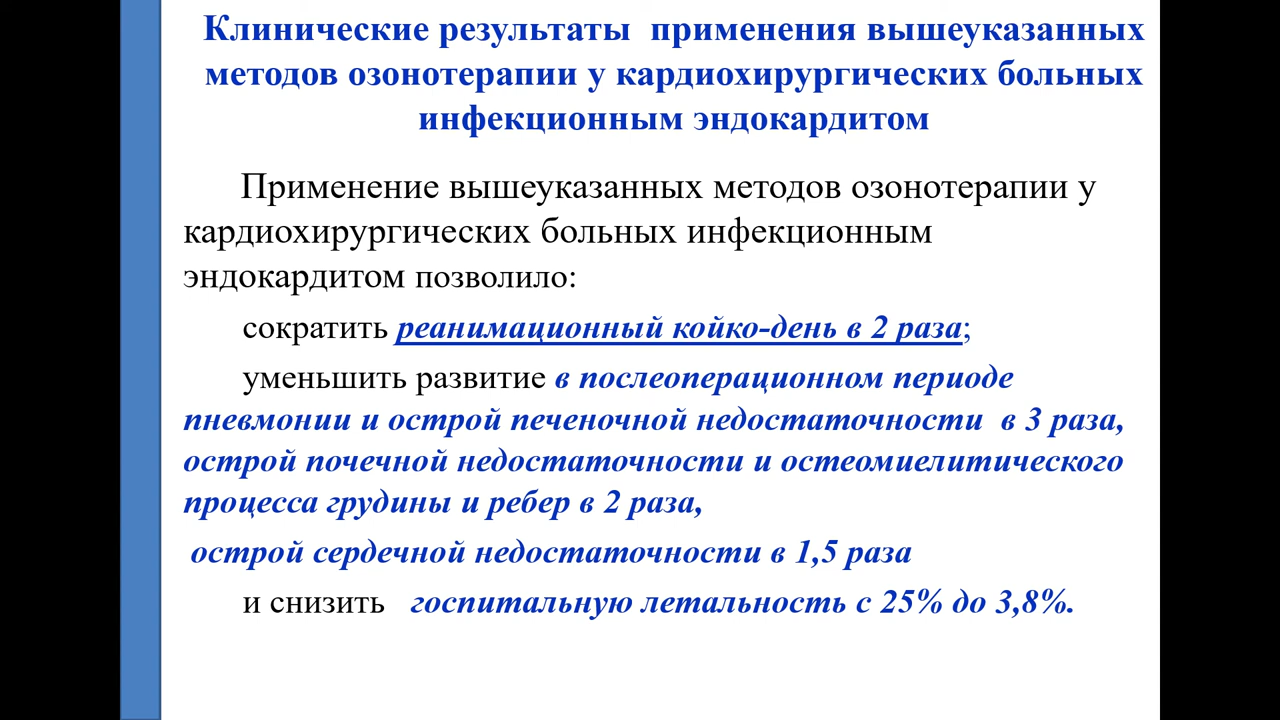 Клинические результаты применения вышеуказанных
методов озонотерапии у кардиохирургических больных
инфекционным эндокардитом
Применение вышеуказанных методов озонотерапии у
кардиохирургических больных инфекционным
эндокардитом позволило:
сократить реанимационный койко-день в 2 раза;
уменьшить развитие в послеоперационном периоде
пневмонии и острой печеночной недостаточности в 3 раза,
острой почечной недостаточности и остеомиелитического
процесса грудины и ребер в 2 раза,
острой сердечной недостаточности в 1,5 раза
и снизить госпитальную летальность с 25% до 3,8%.